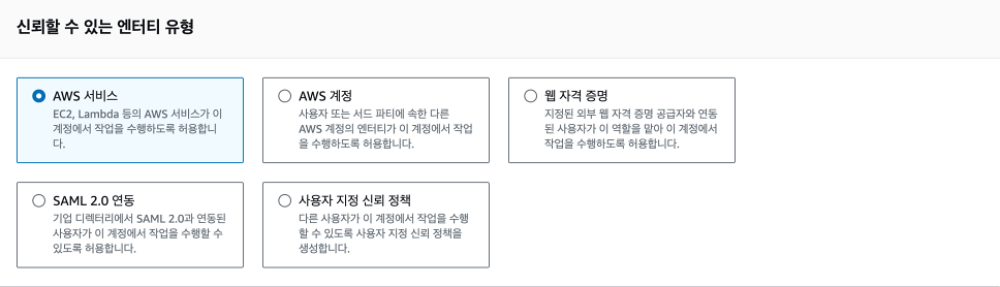 신뢰할 수 있는 엔터티 유형
AWS 서비스
EC2, Lambda 등의 AWS 서비스가 이
계정에서 작업을 수행하도록 허용합니
다.
AWS 계정
사용자 또는 서드 파티에 속한 다른
AWS 계정의 엔터티가 이 계정에서 작업
을 수행하도록 허용합니다.
웹 자격 증명
지정된 외부 웹 자격 증명 공급자와 연동
된 사용자가 이 역할을 맡아 이 계정에서
작업을 수행하도록 허용합니다.
SAML 2.0 연동
기업 디렉터리에서 SAML 2.0과 연동된
사용자가 이 계정에서 작업을 수행할 수
있도록 허용합니다.
사용자 지정 신뢰 정책
다른 사용자가 이 계정에서 작업을 수행
할 수 있도록 사용자 지정 신뢰 정책을
생성합니다.